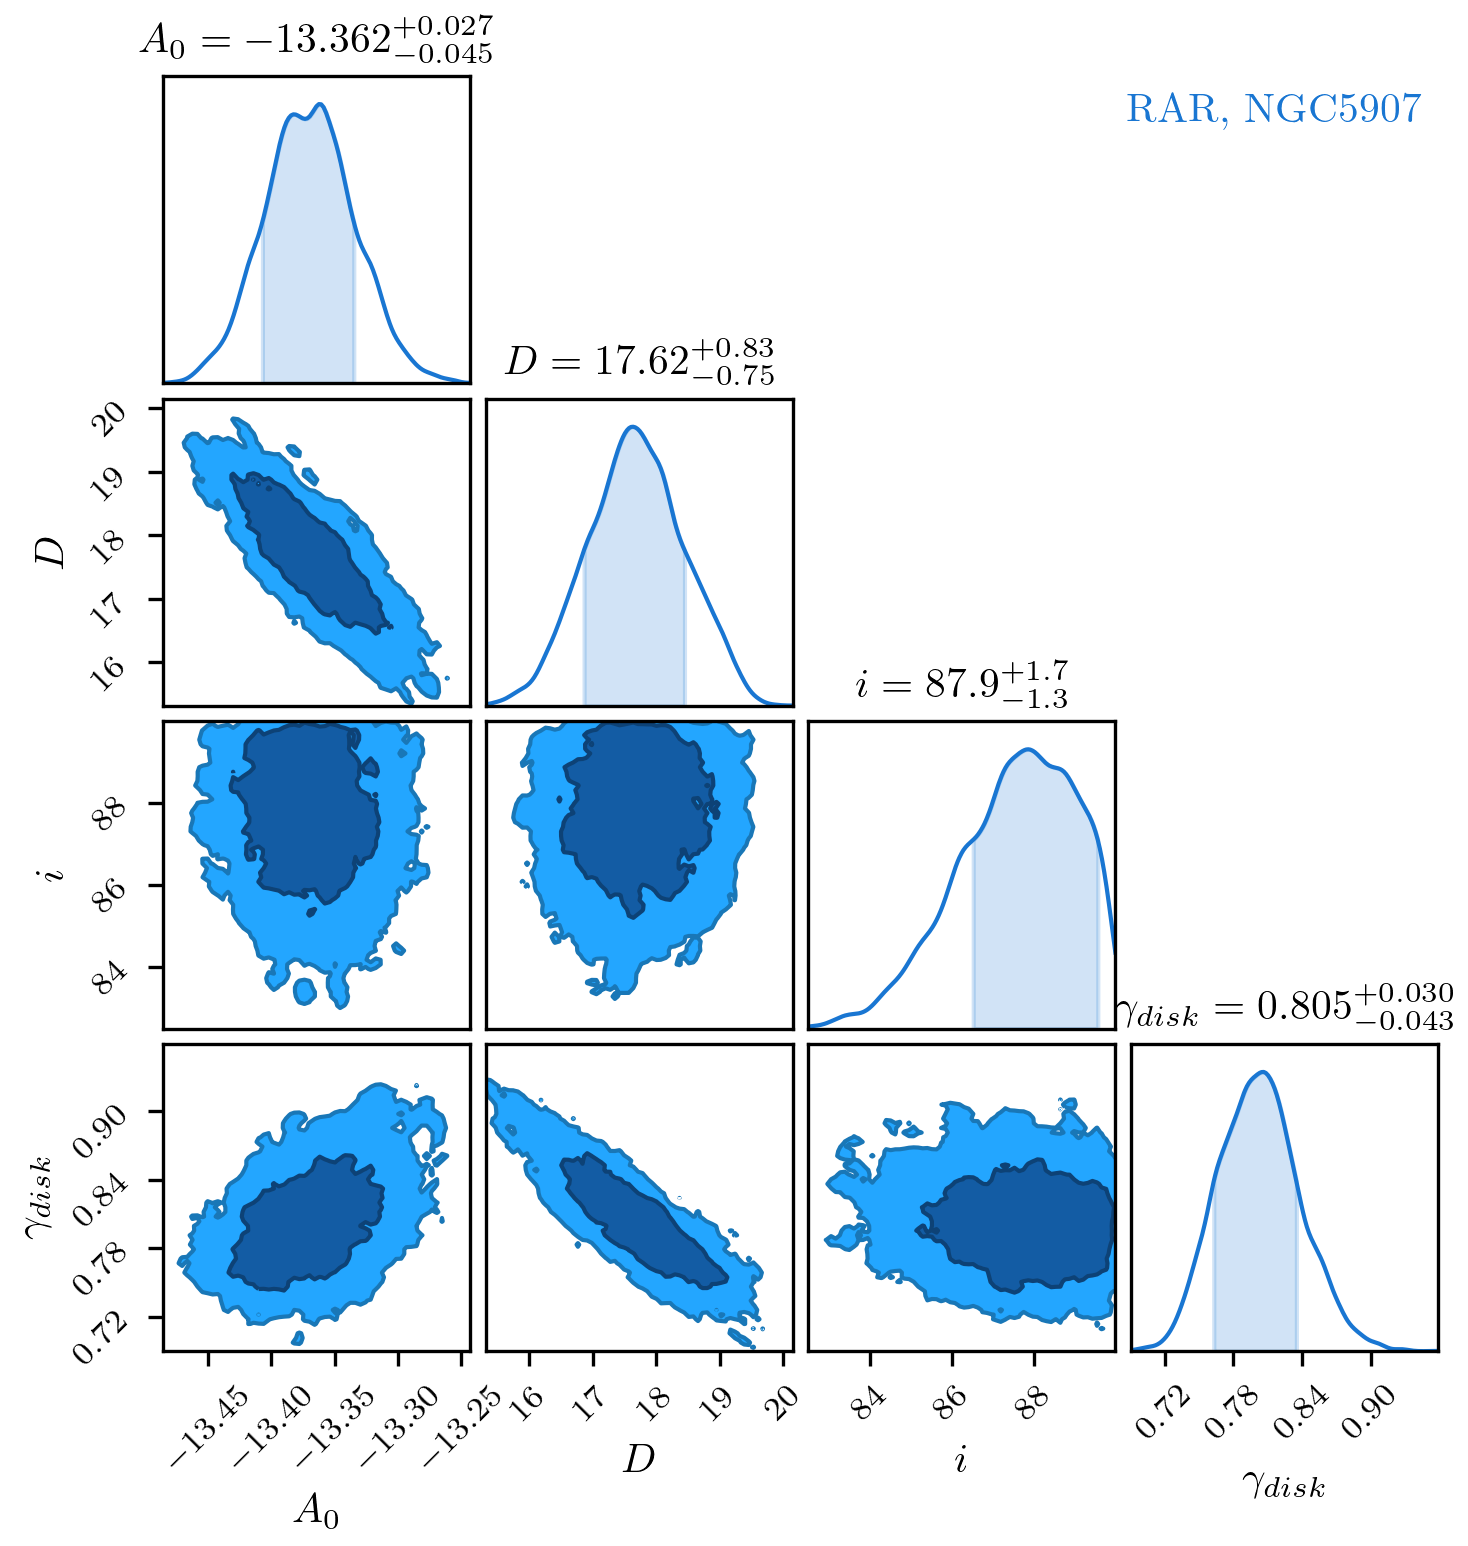 A_0 = −13.362^{+0.027}_{−0.045}
RAR, NGC5907
D = 17.62^{+0.83}_{−0.75}
20
19
18
17
16
D
i = 87.9^{+1.7}_{−1.3}
88
86
84
i
γ_{disk} = 0.805^{+0.030}_{−0.043}
0.90
0.84
0.78
0.72
γ_{disk}
−13.45 −13.40 −13.35 −13.30 −13.25 16 17 18 19 20 84 86 88 0.72 0.78 0.84 0.90
A_0 D i γ_{disk}